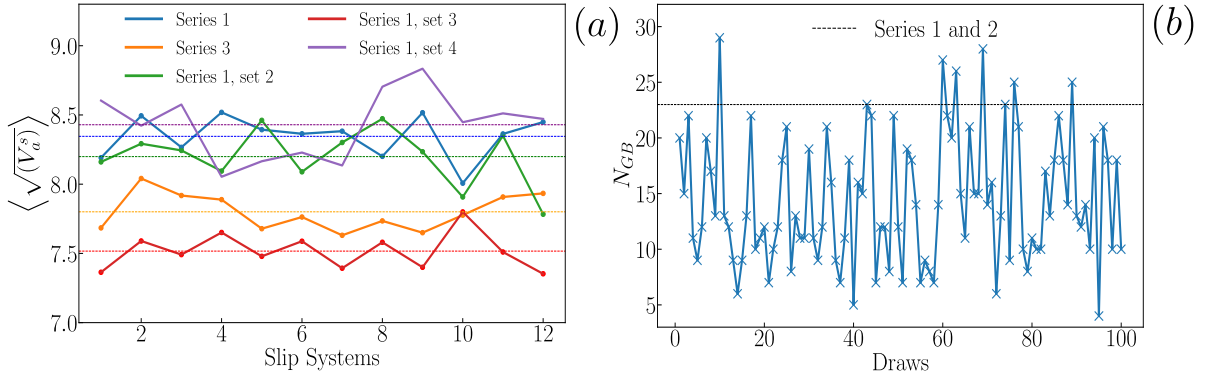 Series 1
Series 3
Series 1, set 2
Series 1, set 3
Series 1, set 4
(a)
9.0
8.5
8.0
7.5
7.0
2
4
6
8
10
12
Slip Systems
⟨√(V_a^s)⟩
Series 1 and 2
(b)
30
25
20
15
10
5
0
20
40
60
80
100
Draws
N_{GB}